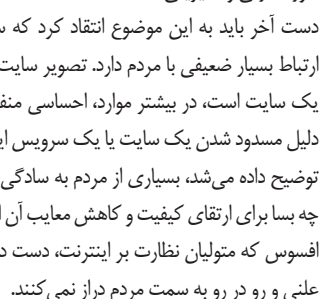 دست آخر باید به این موضوع انتقاد کرد که
ارتباط بسیار ضعیفی با مردم دارد. تصویر سایت
یک سایت است، در بیشتر موارد، احساسی
دلیل مسدود شدن یک سایت یا یک سرویس
توضیح داده می‌شد، بسیاری از مردم به سادگی
چه بسا برای ارتقای کیفیت و کاهش معایب آن
افسوس که متولیان نظارت بر اینترنت، دست
علنی و رو در رو به سمت مردم دراز نمی‌کنند.